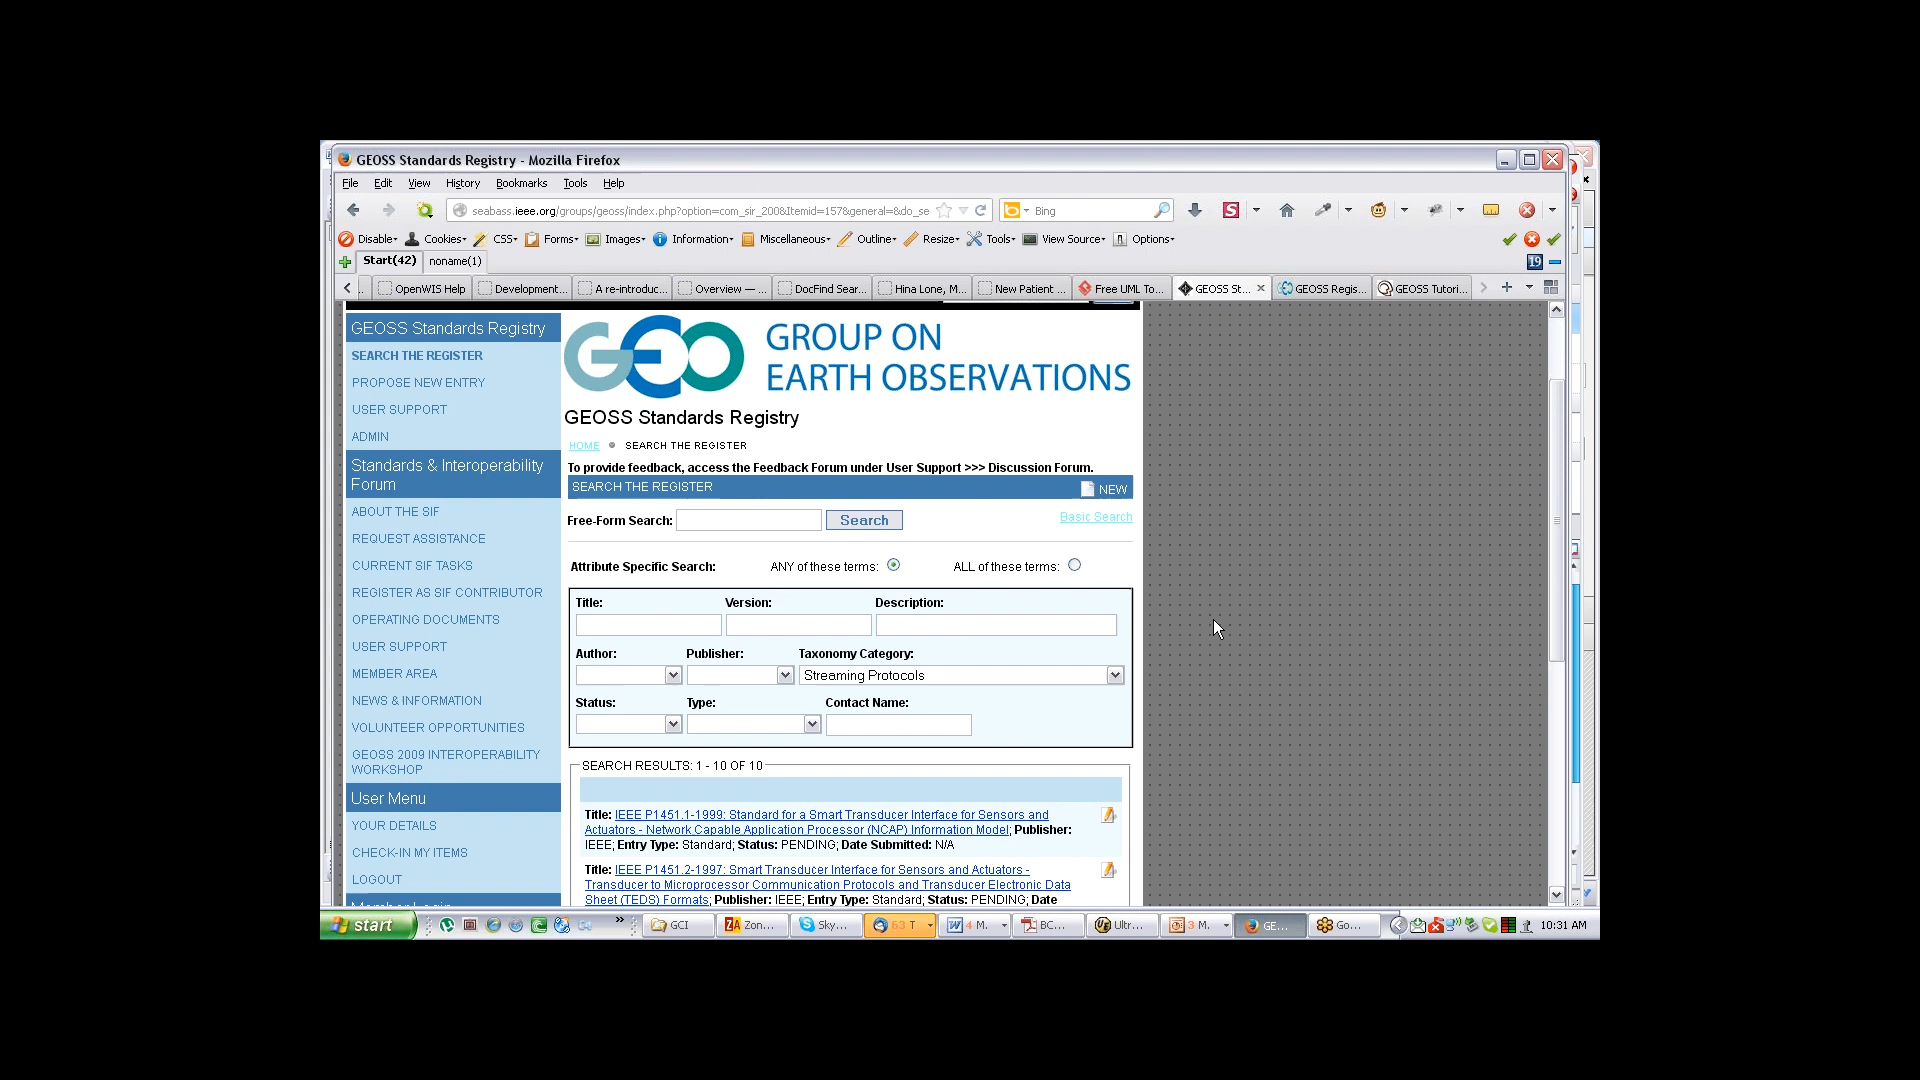 GEOSS Standards Registry - Mozilla Firefox
File Edit View History Bookmarks Tools Help
seabass.ieee.org/groups/geoss/index.php?option=com_sir_200&Itemid=157&general=&do_se
Bing
Disable Cookies CSS Forms Images Information Miscellaneous Outline Resize Tools View Source Options
Start(42) noname(1)
19
OpenWIS Help Development... A re-introduc... Overview — ... DocFind Sear... Hina Lone, M... New Patient ... Free UML To... GEOSS St... GEOSS Regis... GEOSS Tutori...
GEOSS Standards Registry
SEARCH THE REGISTER
PROPOSE NEW ENTRY
USER SUPPORT
ADMIN
Standards & Interoperability
Forum
ABOUT THE SIF
REQUEST ASSISTANCE
CURRENT SIF TASKS
REGISTER AS SIF CONTRIBUTOR
OPERATING DOCUMENTS
USER SUPPORT
MEMBER AREA
NEWS & INFORMATION
VOLUNTEER OPPORTUNITIES
GEOSS 2009 INTEROPERABILITY
WORKSHOP
User Menu
YOUR DETAILS
CHECK-IN MY ITEMS
LOGOUT
GEO
GROUP ON
EARTH OBSERVATIONS
GEOSS Standards Registry
HOME SEARCH THE REGISTER
To provide feedback, access the Feedback Forum under User Support >>> Discussion Forum.
SEARCH THE REGISTER NEW
Free-Form Search: Search Basic Search
Attribute Specific Search: ANY of these terms: ALL of these terms:
Title: Version: Description:
Author: Publisher: Taxonomy Category:
Streaming Protocols
Status: Type: Contact Name:
SEARCH RESULTS: 1 - 10 OF 10
Title: IEEE P1451.1-1999: Standard for a Smart Transducer Interface for Sensors and
Actuators - Network Capable Application Processor (NCAP) Information Model; Publisher:
IEEE; Entry Type: Standard; Status: PENDING; Date Submitted: N/A
Title: IEEE P1451.2-1997: Smart Transducer Interface for Sensors and Actuators -
Transducer to Microprocessor Communication Protocols and Transducer Electronic Data
Sheet (TEDS) Formats; Publisher: IEEE; Entry Type: Standard; Status: PENDING; Date
start GCI Zon... Sky... 63 T 4 M. BC... Ultr... 3 M. GE... Go... 10:31 AM